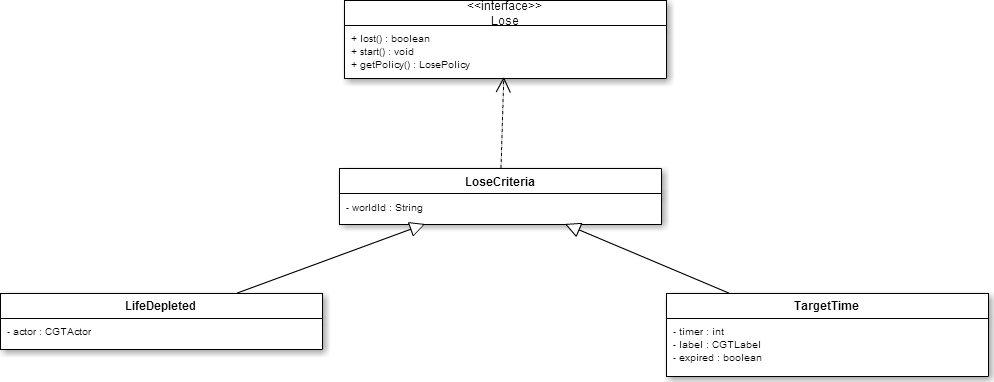 <<interface>>
Lose
+ lost() : boolean
+ start() : void
+ getPolicy() : LosePolicy
LoseCriteria
- worldId : String
LifeDepleted
- actor : CGTActor
TargetTime
- timer : int
- label : CGTLabel
- expired : boolean